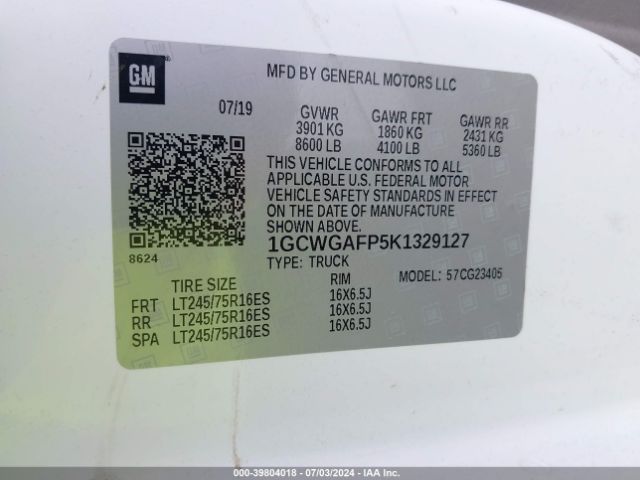 GM
MFD BY GENERAL MOTORS LLC
07/19
GVWR GAWR FRT GAWR RR
3901 KG 1860 KG 2431 KG
8600 LB 4100 LB 5360 LB
THIS VEHICLE CONFORMS TO ALL
APPLICABLE U.S. FEDERAL MOTOR
VEHICLE SAFETY STANDARDS IN EFFECT
ON THE DATE OF MANUFACTURE
SHOWN ABOVE.
8624
1GCWGAFP5K1329127
TYPE: TRUCK MODEL: 57CG23405
TIRE SIZE RIM
FRT LT245/75R16ES 16X6.5J
RR LT245/75R16ES 16X6.5J
SPA LT245/75R16ES 16X6.5J
000-39804018 - 07/03/2024 - IAA Inc.